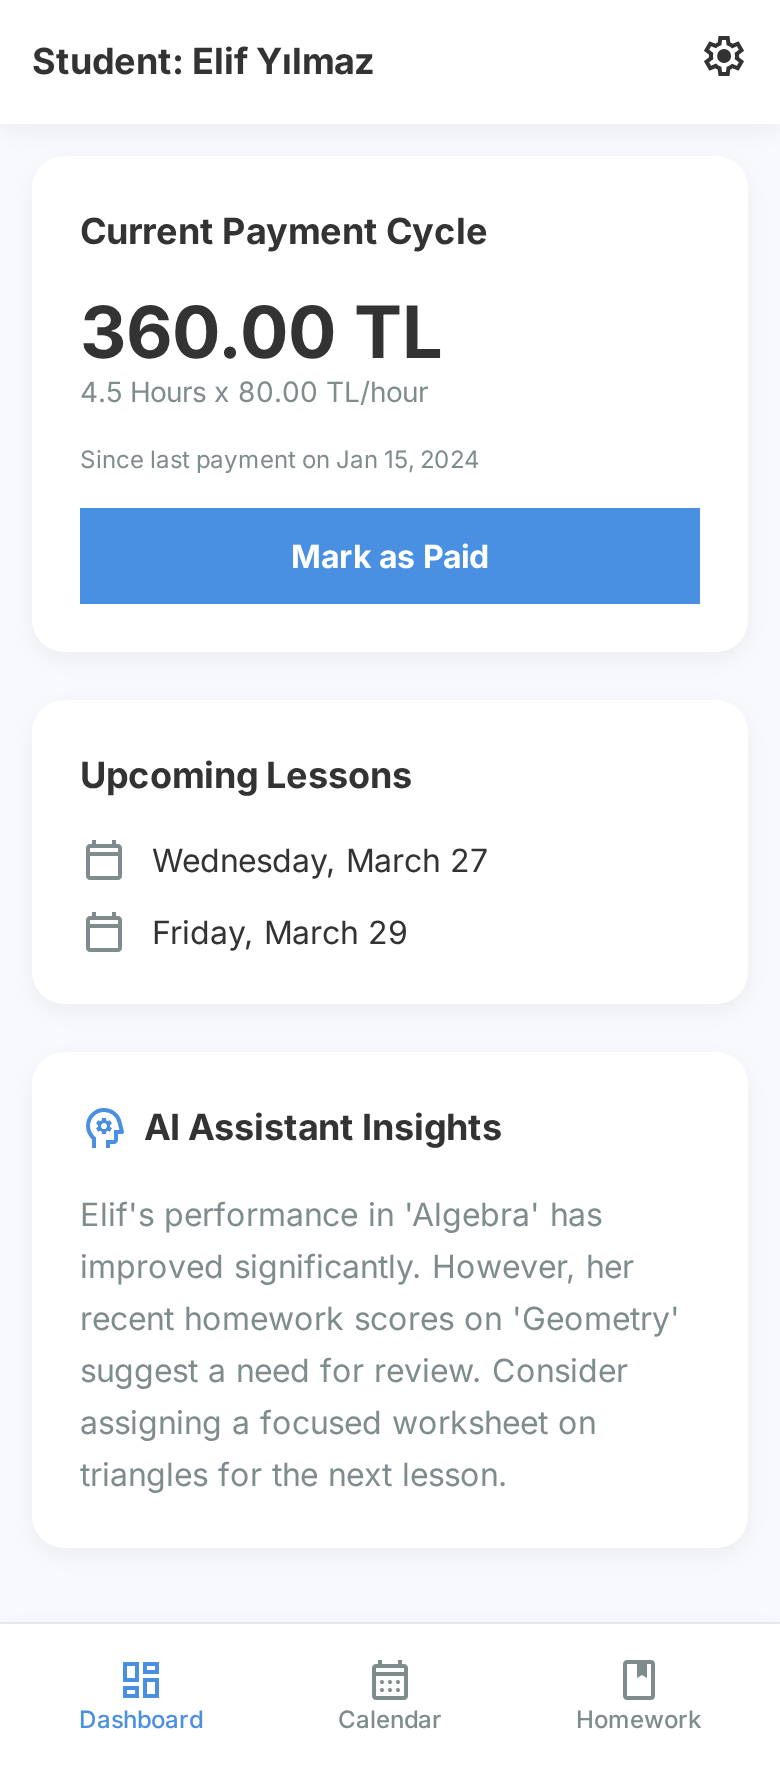 Student: Elif Yılmaz
Current Payment Cycle
360.00 TL
4.5 Hours x 80.00 TL/hour
Since last payment on Jan 15, 2024
Mark as Paid
Upcoming Lessons
Wednesday, March 27
Friday, March 29
AI Assistant Insights
Elif's performance in 'Algebra' has
improved significantly. However, her
recent homework scores on 'Geometry'
suggest a need for review. Consider
assigning a focused worksheet on
triangles for the next lesson.
Dashboard
Calendar
Homework